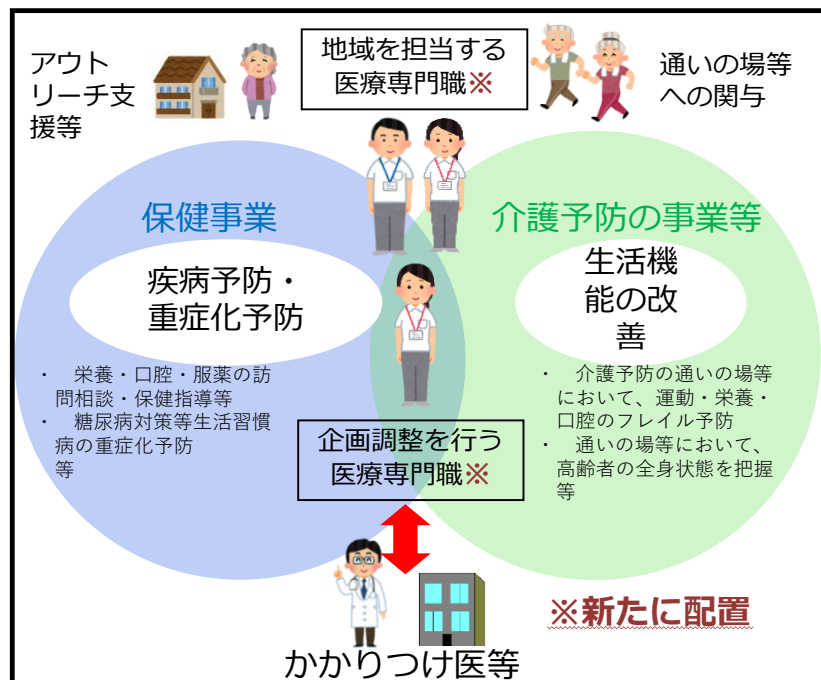 アウト
リーチ支
援等
地域を担当する
医療専門職※
通いの場等
への関与
保健事業
疾病予防・
重症化予防
・　栄養・口腔・服薬の訪
問相談・保健指導等
・　糖尿病対策等生活習慣
病の重症化予防
等
介護予防の事業等
生活機
能の改
善
・　介護予防の通いの場等
において、運動・栄養・
口腔のフレイル予防
・　通いの場等において、
高齢者の全身状態を把握
等
企画調整を行う
医療専門職※
かかりつけ医等
※新たに配置